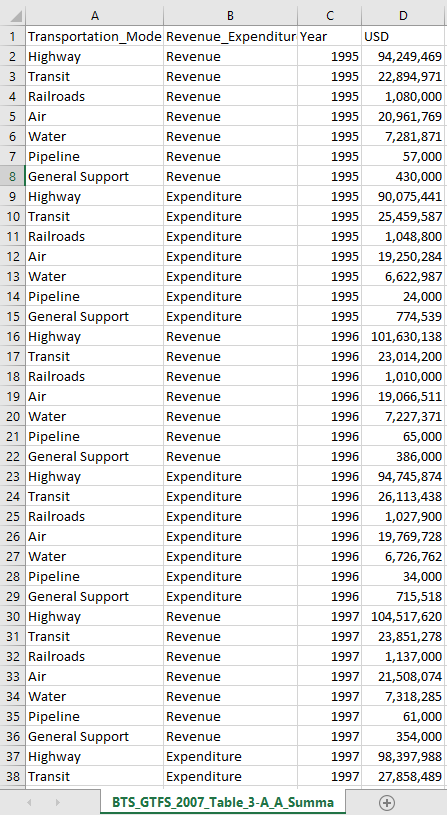 A B C D
1 Transportation_Mode Revenue_Expenditur Year USD
2 Highway Revenue 1995 94,249,469
3 Transit Revenue 1995 22,894,971
4 Railroads Revenue 1995 1,080,000
5 Air Revenue 1995 20,961,769
6 Water Revenue 1995 7,281,871
7 Pipeline Revenue 1995 57,000
8 General Support Revenue 1995 430,000
9 Highway Expenditure 1995 90,075,441
10 Transit Expenditure 1995 25,459,587
11 Railroads Expenditure 1995 1,048,800
12 Air Expenditure 1995 19,250,284
13 Water Expenditure 1995 6,622,987
14 Pipeline Expenditure 1995 24,000
15 General Support Expenditure 1995 774,539
16 Highway Revenue 1996 101,630,138
17 Transit Revenue 1996 23,014,200
18 Railroads Revenue 1996 1,010,000
19 Air Revenue 1996 19,066,511
20 Water Revenue 1996 7,227,371
21 Pipeline Revenue 1996 65,000
22 General Support Revenue 1996 386,000
23 Highway Expenditure 1996 94,745,874
24 Transit Expenditure 1996 26,113,438
25 Railroads Expenditure 1996 1,027,900
26 Air Expenditure 1996 19,769,728
27 Water Expenditure 1996 6,726,762
28 Pipeline Expenditure 1996 34,000
29 General Support Expenditure 1996 715,518
30 Highway Revenue 1997 104,517,620
31 Transit Revenue 1997 23,851,278
32 Railroads Revenue 1997 1,137,000
33 Air Revenue 1997 21,508,074
34 Water Revenue 1997 7,318,285
35 Pipeline Revenue 1997 61,000
36 General Support Revenue 1997 354,000
37 Highway Expenditure 1997 98,397,988
38 Transit Expenditure 1997 27,858,489
BTS_GTFS_2007_Table_3-A_A_Summa